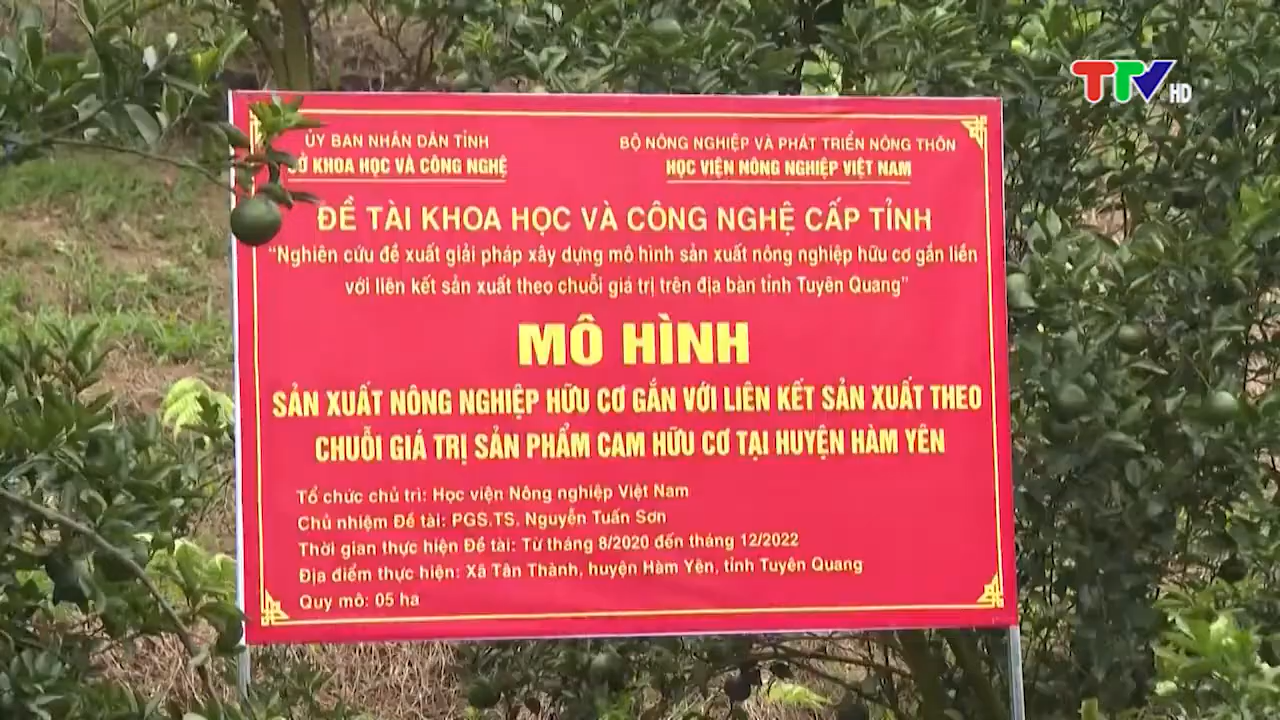 TTV HD
ỦY BAN NHÂN DÂN TỈNH
SỞ KHOA HỌC VÀ CÔNG NGHỆ
BỘ NÔNG NGHIỆP VÀ PHÁT TRIỂN NÔNG THÔN
HỌC VIỆN NÔNG NGHIỆP VIỆT NAM
ĐỀ TÀI KHOA HỌC VÀ CÔNG NGHỆ CẤP TỈNH
“Nghiên cứu đề xuất giải pháp xây dựng mô hình sản xuất nông nghiệp hữu cơ gắn liền
với liên kết sản xuất theo chuỗi giá trị trên địa bàn tỉnh Tuyên Quang”
MÔ HÌNH
SẢN XUẤT NÔNG NGHIỆP HỮU CƠ GẮN VỚI LIÊN KẾT SẢN XUẤT THEO
CHUỖI GIÁ TRỊ SẢN PHẨM CAM HỮU CƠ TẠI HUYỆN HÀM YÊN
Tổ chức chủ trì: Học viện Nông nghiệp Việt Nam
Chủ nhiệm Đề tài: PGS.TS. Nguyễn Tuấn Sơn
Thời gian thực hiện Đề tài: Từ tháng 8/2020 đến tháng 12/2022
Địa điểm thực hiện: Xã Tân Thành, huyện Hàm Yên, tỉnh Tuyên Quang
Quy mô: 05 ha